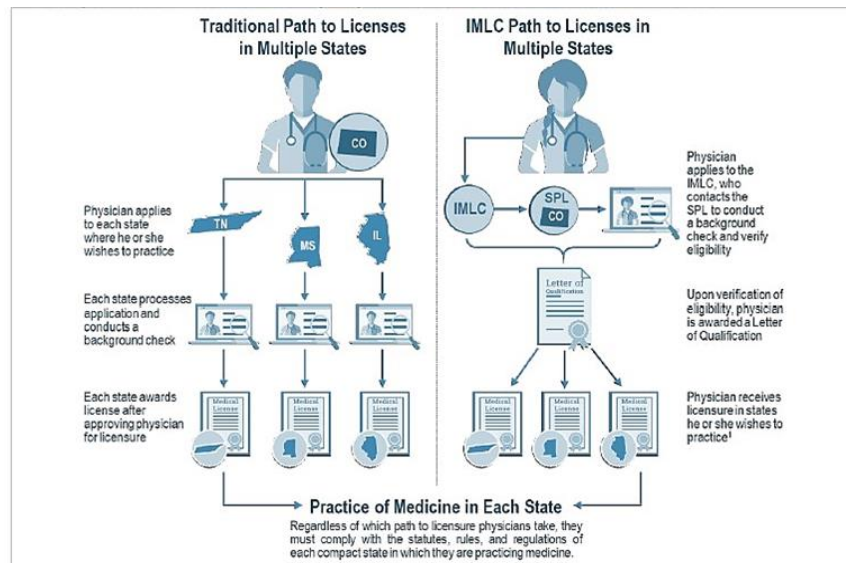 Traditional Path to Licenses
in Multiple States
CO
Physician applies
to each state
where he or she
wishes to practice
TN
MS
IL
Each state processes
application and
conducts a
background check
Each state awards
license after
approving physician
for licensure
Medical
License
Medical
License
Medical
License
IMLC Path to Licenses in
Multiple States
IMLC
SPL
CO
Physician
applies to the
IMLC, who
contacts the
SPL to conduct
a background
check and verify
eligibility
Letter of
Qualification
Upon verification of
eligibility, physician
is awarded a Letter
of Qualification
Medical
License
Medical
License
Medical
License
Physician receives
licensure in states
he or she wishes to
practice¹
Practice of Medicine in Each State
Regardless of which path to licensure physicians take, they
must comply with the statutes, rules, and regulations of
each compact state in which they are practicing medicine.